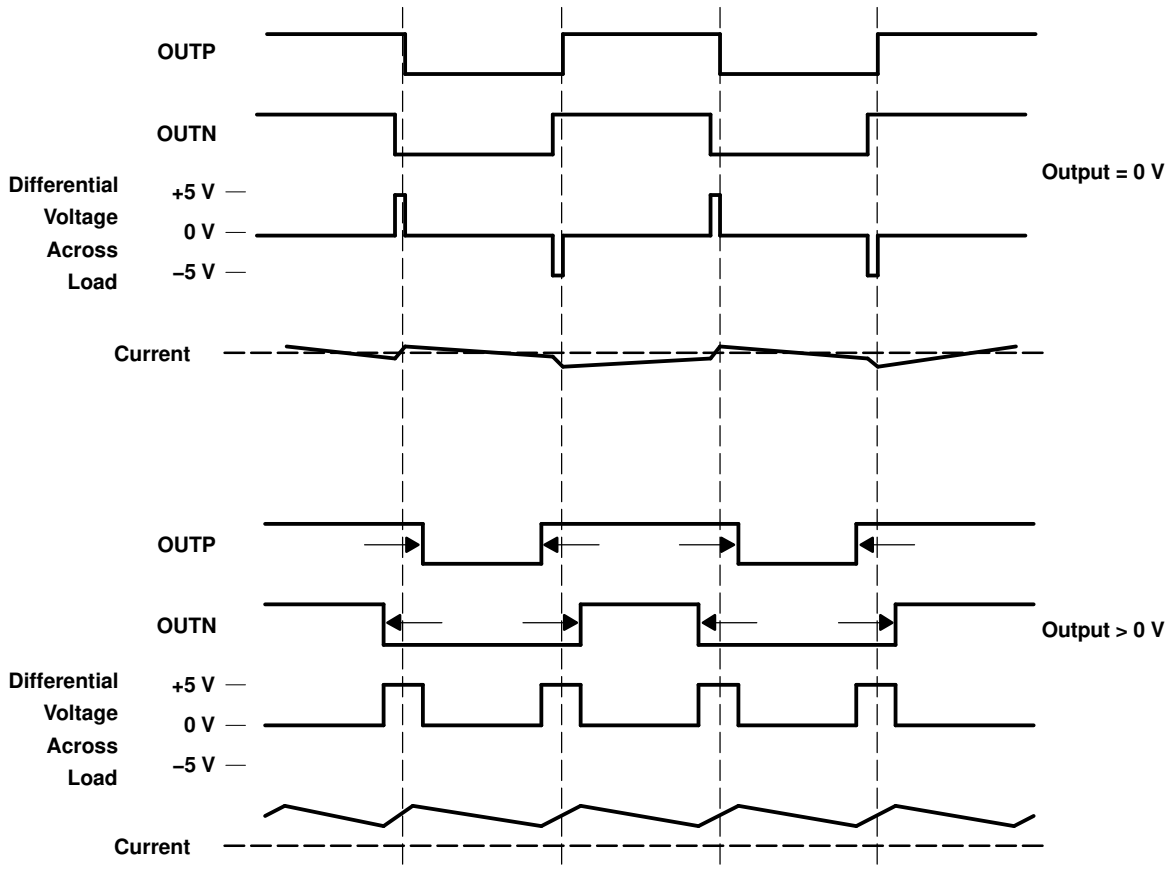 OUTP
OUTN
Output = 0 V
Differential
Voltage
Across
Load
+5 V
0 V
−5 V
Current
OUTP
OUTN
Output > 0 V
Differential
Voltage
Across
Load
+5 V
0 V
−5 V
Current